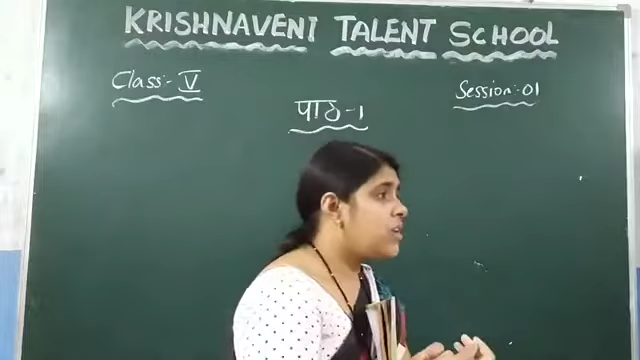 KRISHNAVENI TALENT SCHOOL
Class:- V
Session:-01
पाठ-1